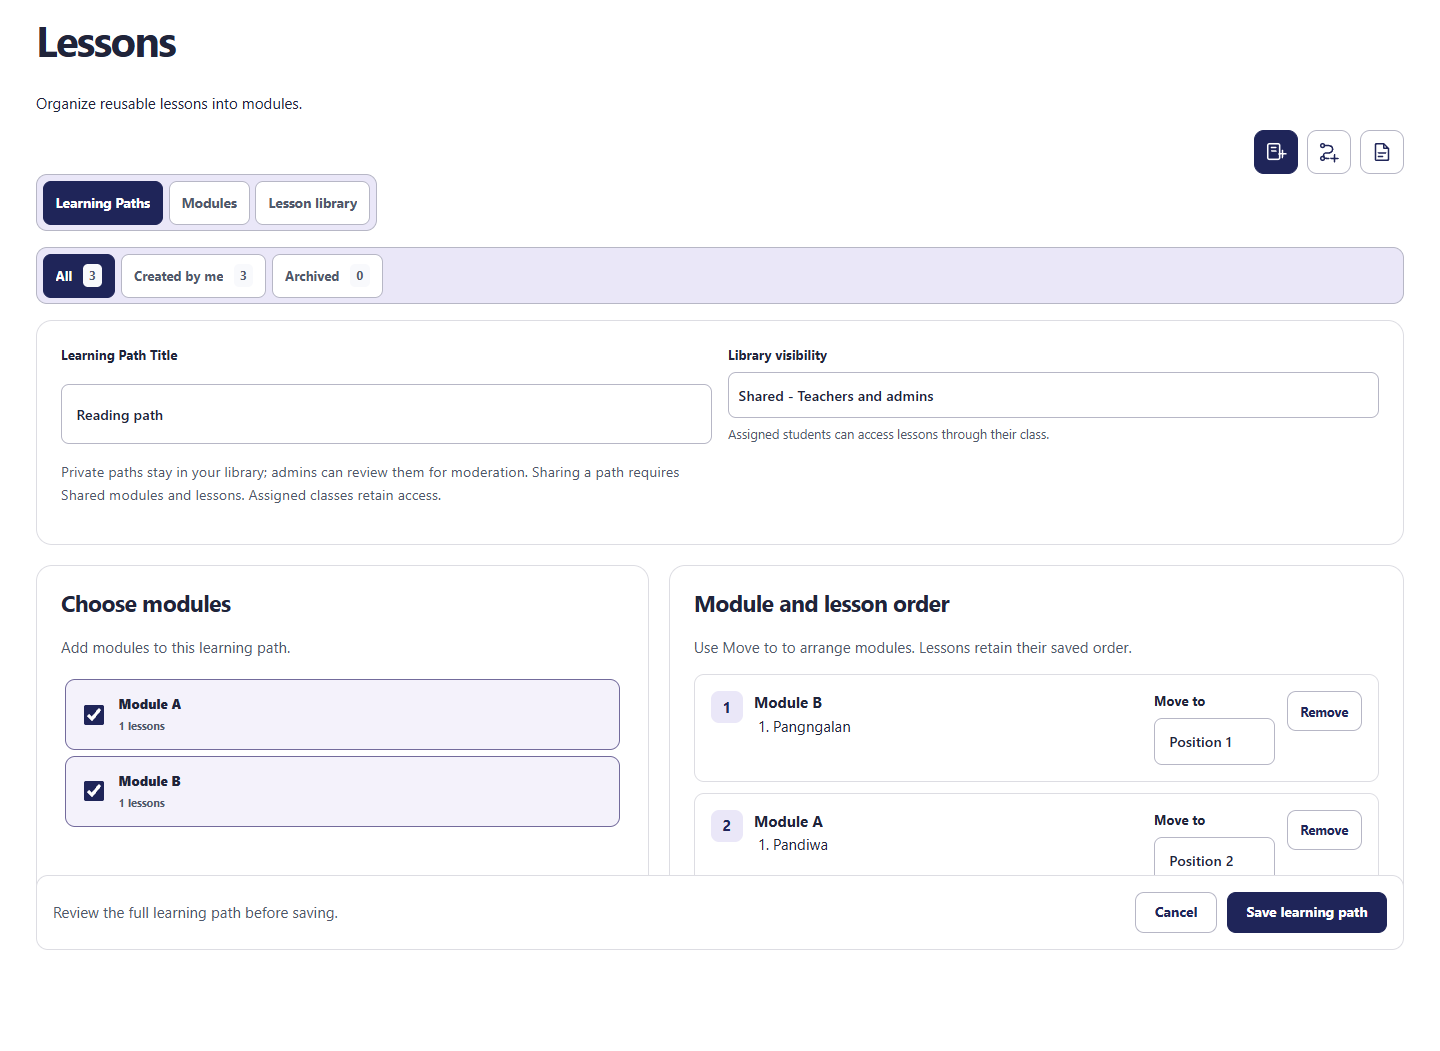 Lessons
Organize reusable lessons into modules.
Learning Paths
Modules
Lesson library
All 3
Created by me 3
Archived 0
Learning Path Title
Reading path
Private paths stay in your library; admins can review them for moderation. Sharing a path requires
Shared modules and lessons. Assigned classes retain access.
Library visibility
Shared - Teachers and admins
Assigned students can access lessons through their class.
Choose modules
Add modules to this learning path.
Module A
1 lessons
Module B
1 lessons
Module and lesson order
Use Move to to arrange modules. Lessons retain their saved order.
1
Module B
1. Pangngalan
Move to
Position 1
Remove
2
Module A
1. Pandiwa
Move to
Position 2
Remove
Review the full learning path before saving.
Cancel
Save learning path